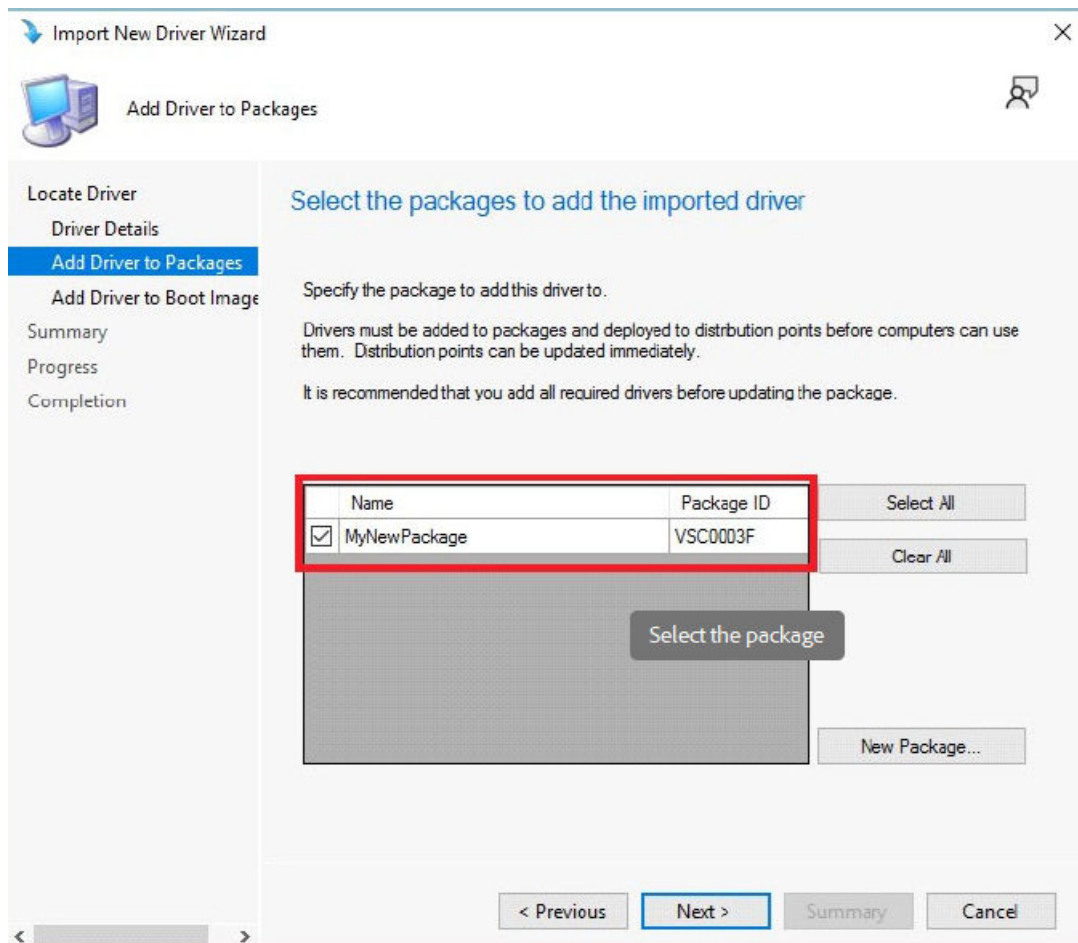 Import New Driver Wizard
Add Driver to Packages
Locate Driver
Driver Details
Add Driver to Packages
Add Driver to Boot Image
Summary
Progress
Completion
Select the packages to add the imported driver
Specify the package to add this driver to.
Drivers must be added to packages and deployed to distribution points before computers can use
them. Distribution points can be updated immediately.
It is recommended that you add all required drivers before updating the package.
Name Package ID
MyNewPackage VSC0003F
Select All
Clear All
Select the package
New Package...
< Previous Next > Summary Cancel